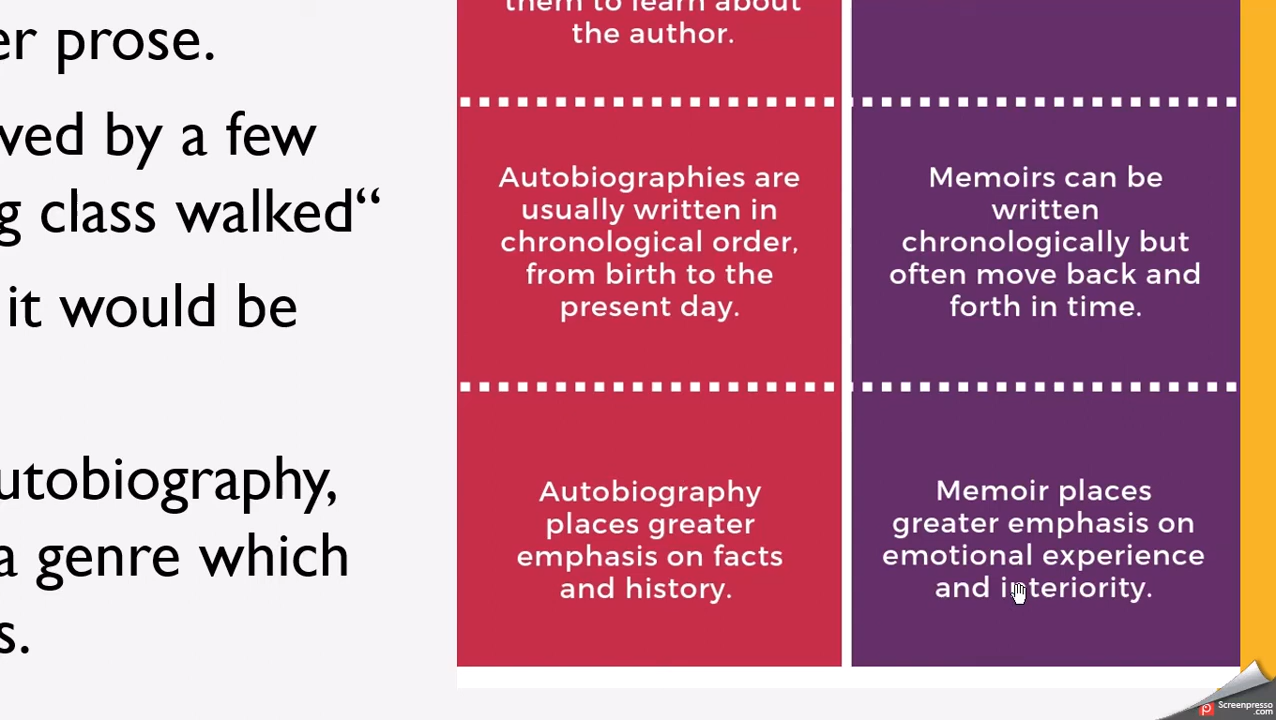 er prose.
wed by a few
g class walked“
it would be
utobiography,
a genre which
s.
them to learn about
the author.
Autobiographies are
usually written in
chronological order,
from birth to the
present day.
Autobiography
places greater
emphasis on facts
and history.
Memoirs can be
written
chronologically but
often move back and
forth in time.
Memoir places
greater emphasis on
emotional experience
and interiority.
Screenpresso
.com